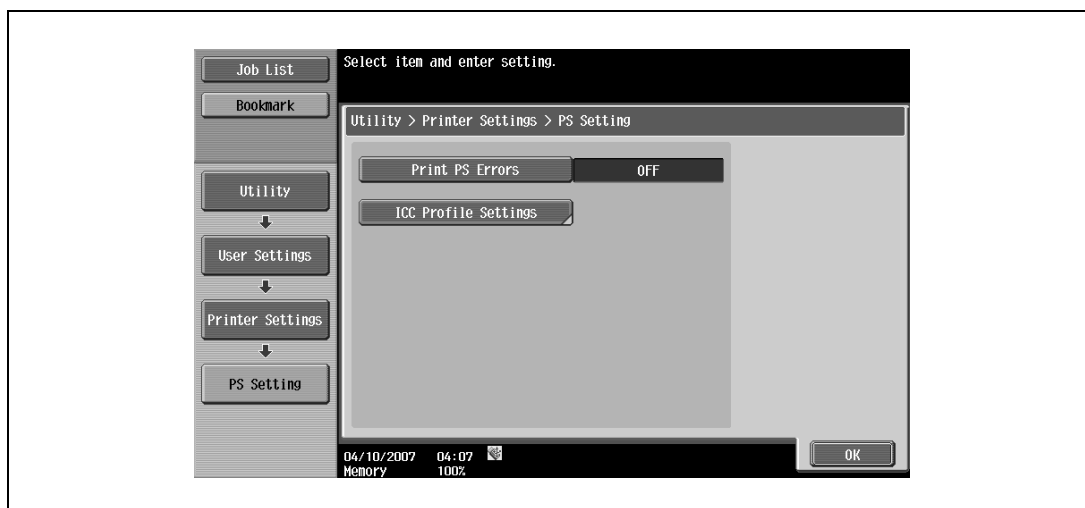 Job List
Bookmark
Select item and enter setting.
Utility > Printer Settings > PS Setting
Print PS Errors OFF
ICC Profile Settings
Utility
User Settings
Printer Settings
PS Setting
04/10/2007 04:07
Memory 100%
OK